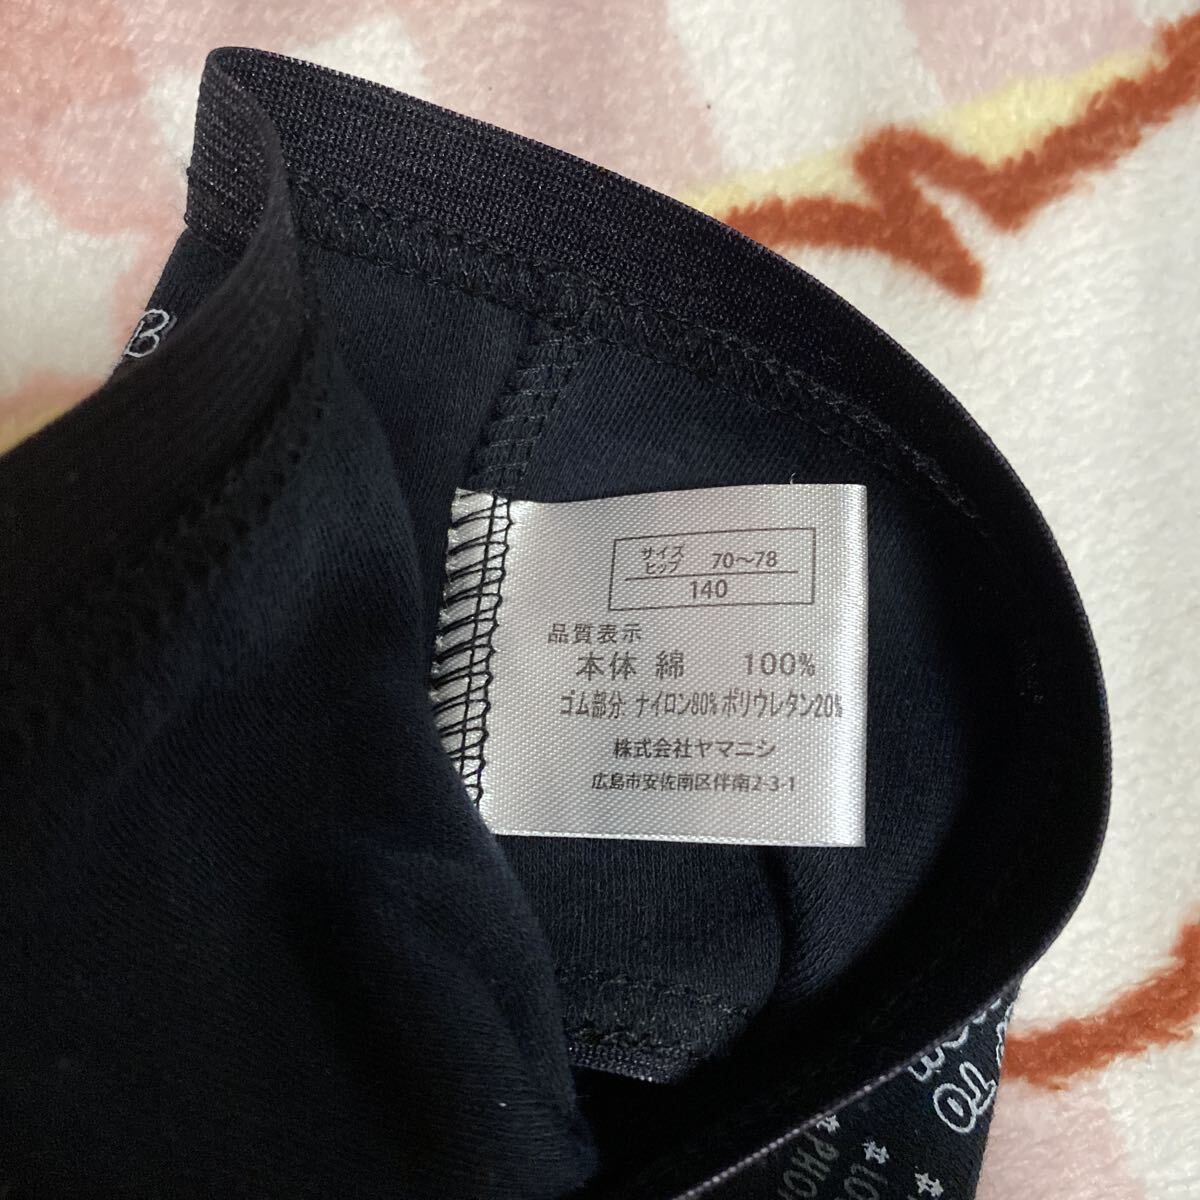 サイズ
ヒップ 70～78
140
品質表示
本体 綿 100%
ゴム部分: ナイロン80% ポリウレタン20%
株式会社ヤマニシ
広島市安佐南区伴南2-3-1
B
TO